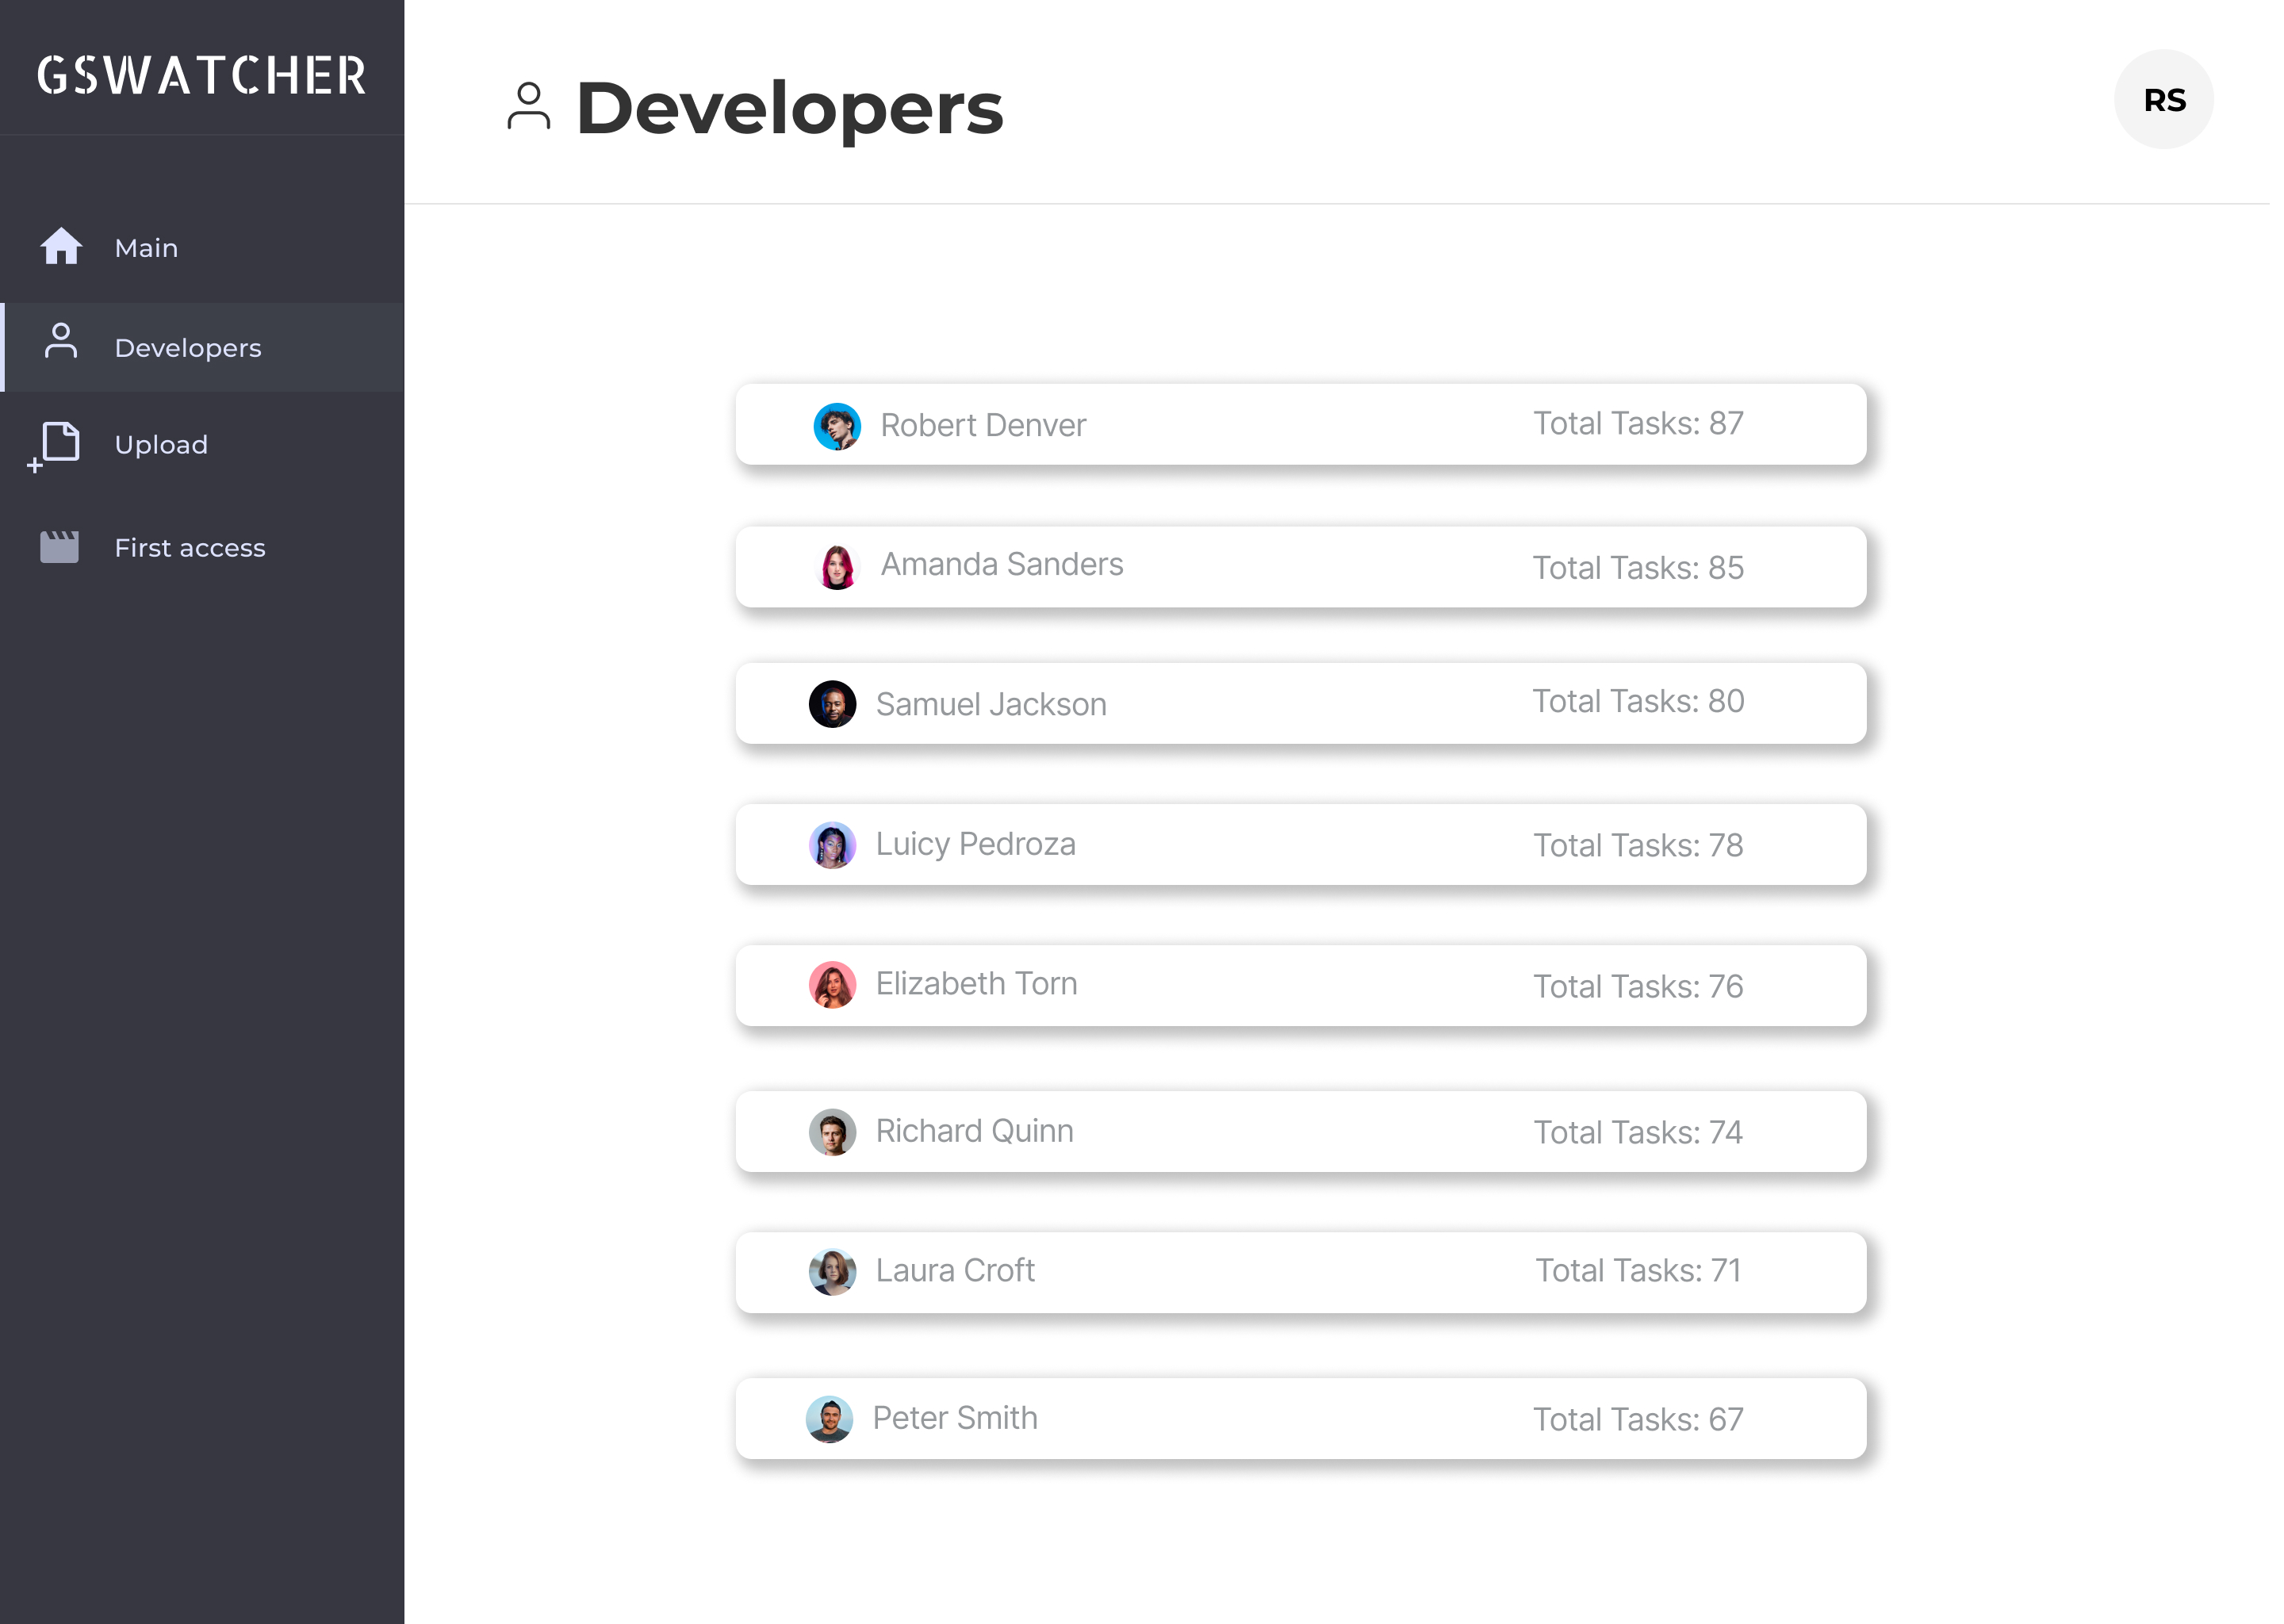 GSWATCHER
Main
Developers
Upload
First access
Developers
RS
Robert Denver Total Tasks: 87
Amanda Sanders Total Tasks: 85
Samuel Jackson Total Tasks: 80
Luicy Pedroza Total Tasks: 78
Elizabeth Torn Total Tasks: 76
Richard Quinn Total Tasks: 74
Laura Croft Total Tasks: 71
Peter Smith Total Tasks: 67